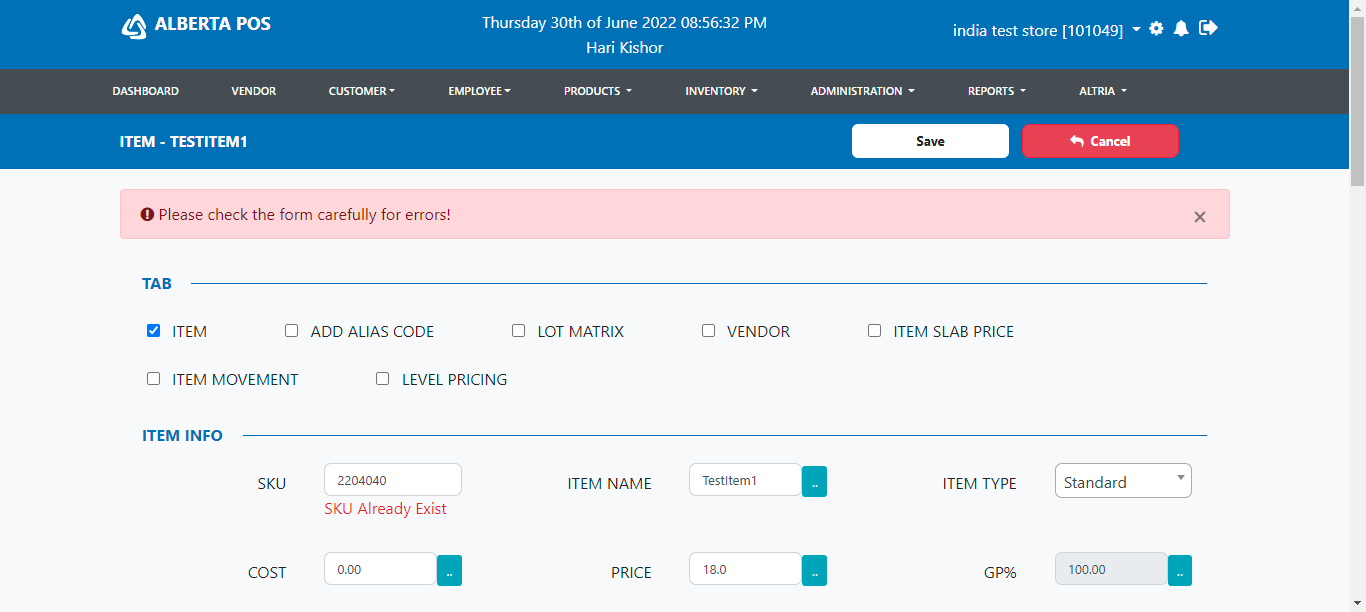 ALBERTA POS
Thursday 30th of June 2022 08:56:32 PM
Hari Kishor
india test store [101049]
DASHBOARD VENDOR CUSTOMER EMPLOYEE PRODUCTS INVENTORY ADMINISTRATION REPORTS ALTRIA
ITEM - TESTITEM1 Save Cancel
Please check the form carefully for errors! ×
TAB
ITEM ADD ALIAS CODE LOT MATRIX VENDOR ITEM SLAB PRICE
ITEM MOVEMENT LEVEL PRICING
ITEM INFO
SKU 2204040 ITEM NAME TestItem1 .. ITEM TYPE Standard
SKU Already Exist
COST 0.00 .. PRICE 18.0 .. GP% 100.00 ..